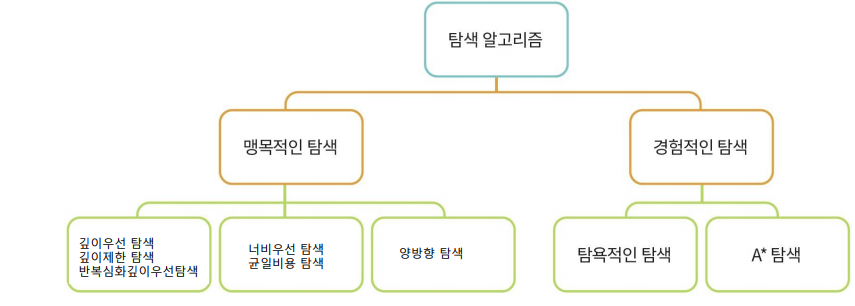 탐색 알고리즘
맹목적인 탐색
경험적인 탐색
깊이우선 탐색
깊이제한 탐색
반복심화깊이우선탐색
너비우선 탐색
균일비용 탐색
양방향 탐색
탐욕적인 탐색
A* 탐색